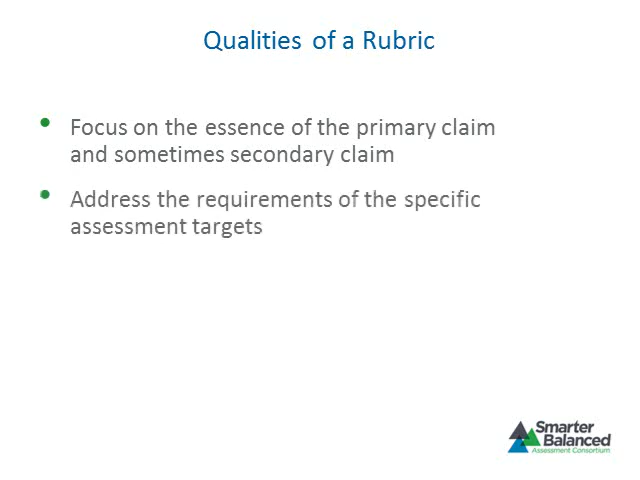 Qualities of a Rubric
• Focus on the essence of the primary claim
and sometimes secondary claim
• Address the requirements of the specific
assessment targets
Smarter
Balanced
Assessment Consortium